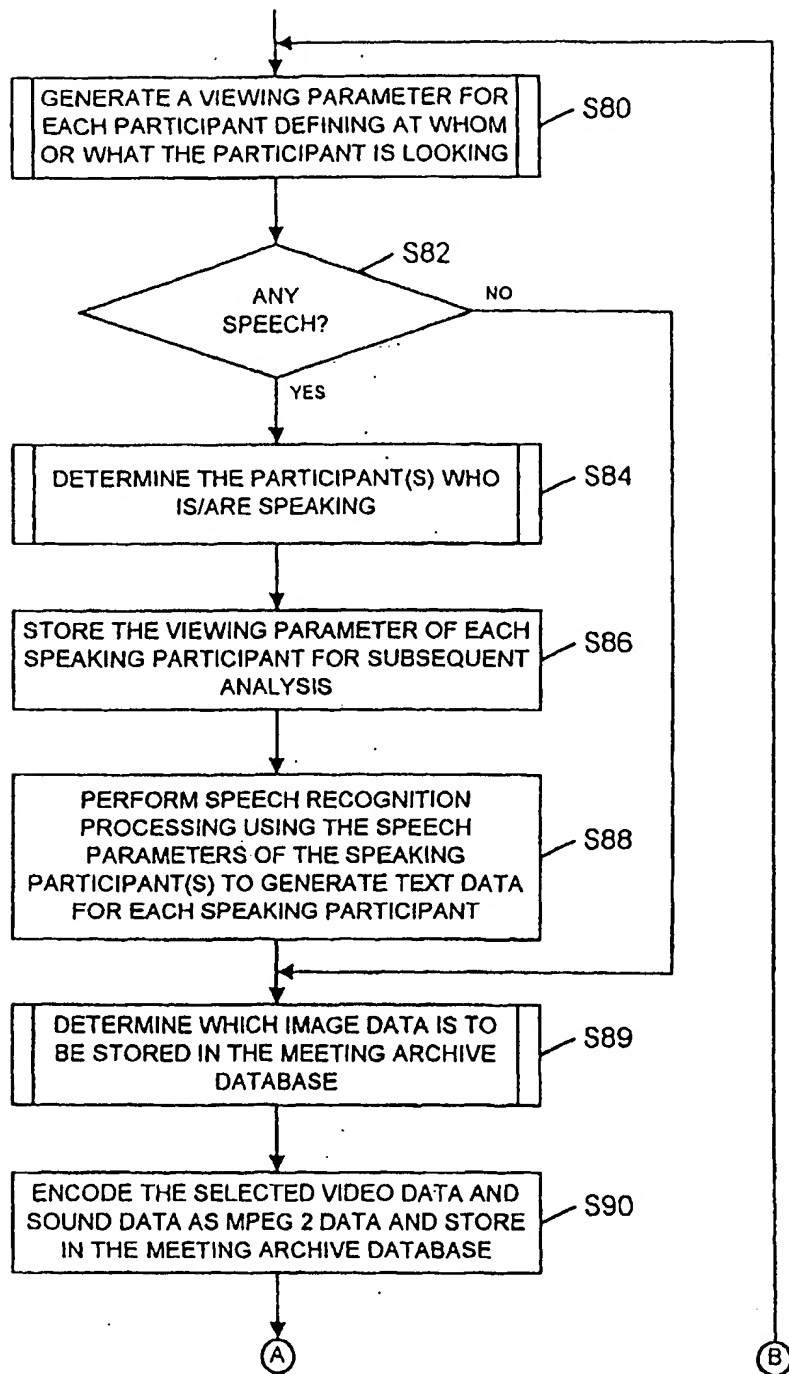 GENERATE A VIEWING PARAMETER FOR
EACH PARTICIPANT DEFINING AT WHOM
OR WHAT THE PARTICIPANT IS LOOKING
S80
S82
ANY
SPEECH?
NO
YES
DETERMINE THE PARTICIPANT(S) WHO
IS/ARE SPEAKING
S84
STORE THE VIEWING PARAMETER OF EACH
SPEAKING PARTICIPANT FOR SUBSEQUENT
ANALYSIS
S86
PERFORM SPEECH RECOGNITION
PROCESSING USING THE SPEECH
PARAMETERS OF THE SPEAKING
PARTICIPANT(S) TO GENERATE TEXT DATA
FOR EACH SPEAKING PARTICIPANT
S88
DETERMINE WHICH IMAGE DATA IS TO
BE STORED IN THE MEETING ARCHIVE
DATABASE
S89
ENCODE THE SELECTED VIDEO DATA AND
SOUND DATA AS MPEG 2 DATA AND STORE
IN THE MEETING ARCHIVE DATABASE
S90
A
B